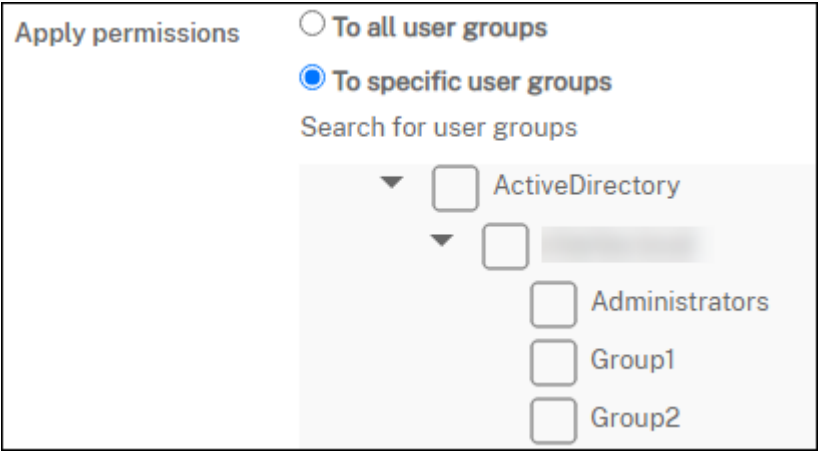 Apply permissions
To all user groups
To specific user groups
Search for user groups
ActiveDirectory
Administrators
Group1
Group2